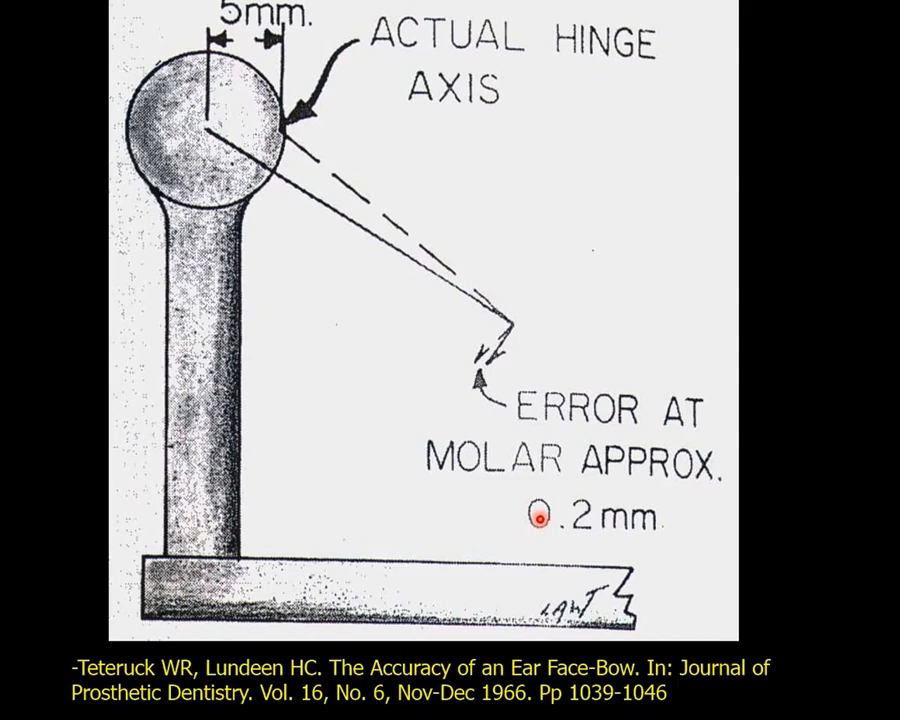 5mm.
ACTUAL HINGE
AXIS
ERROR AT
MOLAR APPROX.
0.2mm.
-Teteruck WR, Lundeen HC. The Accuracy of an Ear Face-Bow. In: Journal of
Prosthetic Dentistry. Vol. 16, No. 6, Nov-Dec 1966. Pp 1039-1046